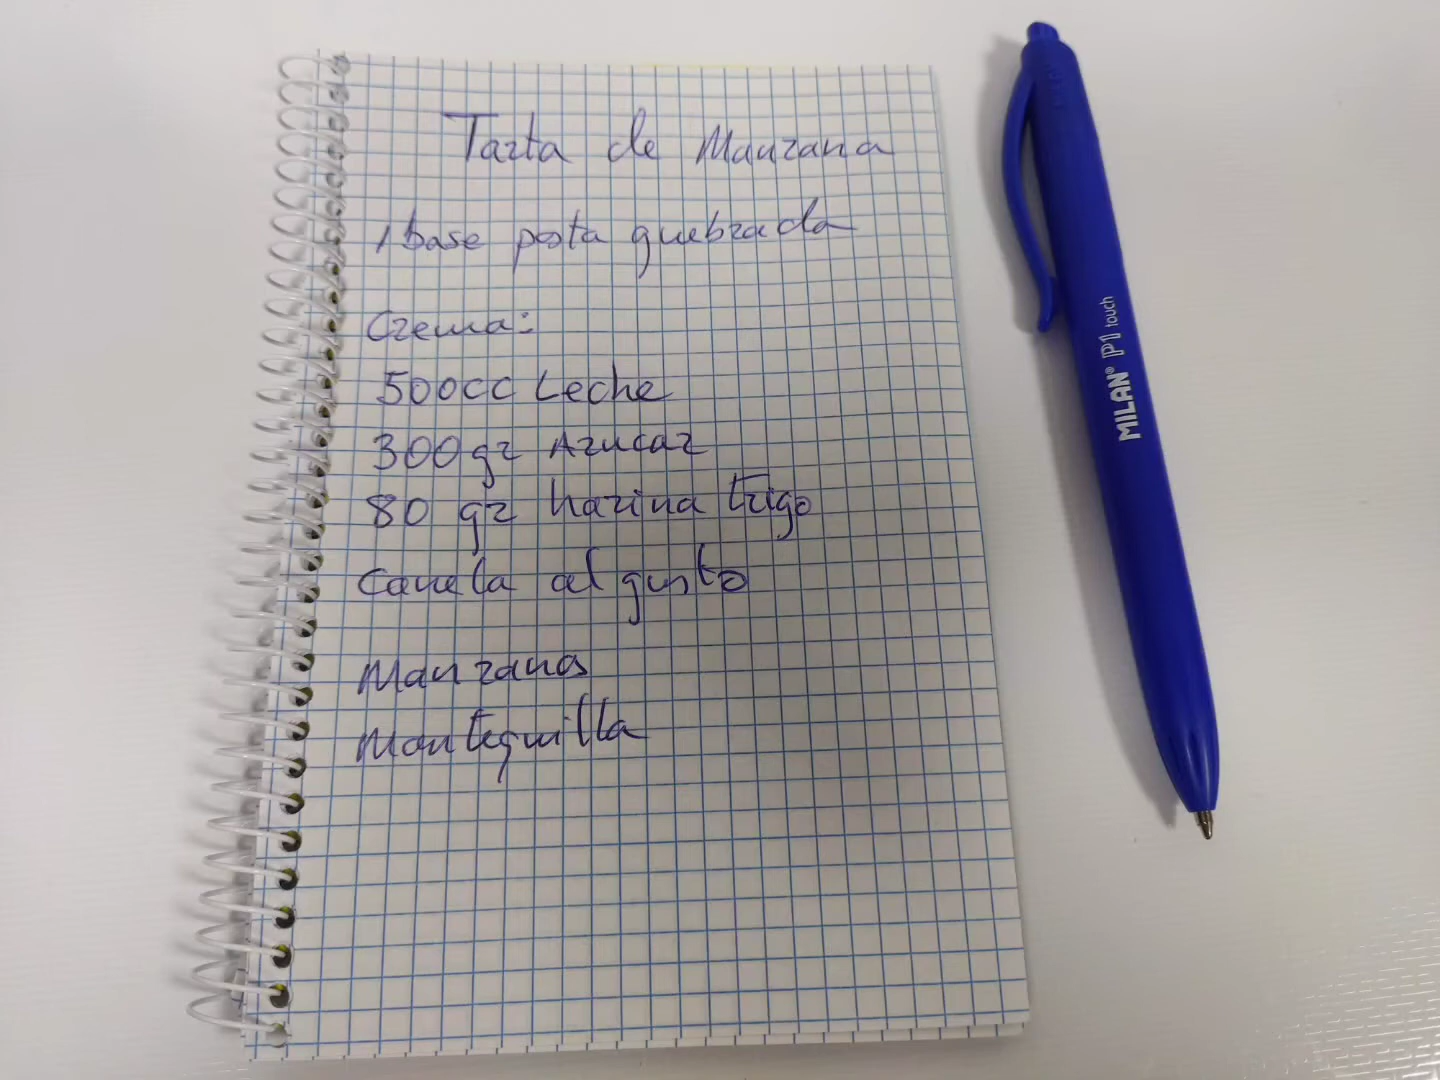 Tarta de Manzana
1 base pasta quebrada
Crema:
500cc Leche
300gr Azucar
80 gr harina trigo
Canela al gusto
Manzanas
Mantequilla
MILAN® P1 touch